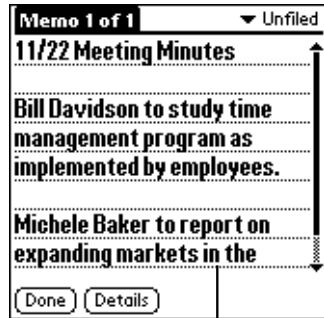 Memo 1 of 1 Unfiled
11/22 Meeting Minutes
Bill Davidson to study time
management program as
implemented by employees.
Michele Baker to report on
expanding markets in the
Done Details